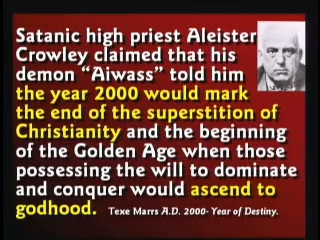 Satanic high priest Aleister
Crowley claimed that his
demon “Aiwass” told him
the year 2000 would mark
the end of the superstition of
Christianity and the beginning
of the Golden Age when those
possessing the will to dominate
and conquer would ascend to
godhood. Texe Marrs A.D. 2000- Year of Destiny.